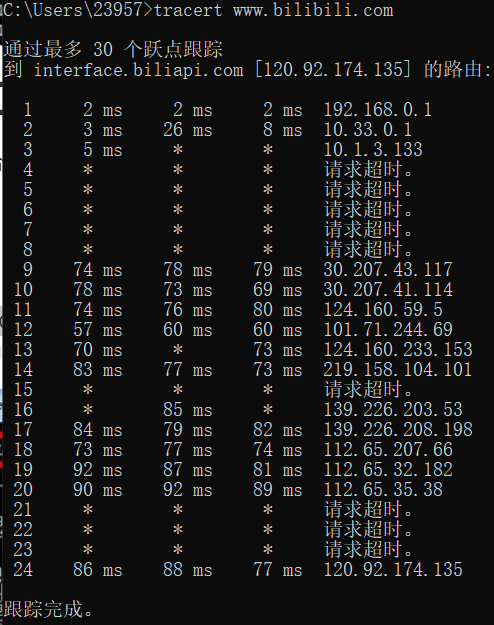 C:\Users\23957>tracert www.bilibili.com
通过最多 30 个跃点跟踪
到 interface.biliapi.com [120.92.174.135] 的路由:
1 2 ms 2 ms 2 ms 192.168.0.1
2 3 ms 26 ms 8 ms 10.33.0.1
3 5 ms * * 10.1.3.133
4 * * * 请求超时。
5 * * * 请求超时。
6 * * * 请求超时。
7 * * * 请求超时。
8 * * * 请求超时。
9 74 ms 78 ms 79 ms 30.207.43.117
10 78 ms 73 ms 69 ms 30.207.41.114
11 74 ms 76 ms 80 ms 124.160.59.5
12 57 ms 60 ms 60 ms 101.71.244.69
13 70 ms * 73 ms 124.160.233.153
14 83 ms 77 ms 73 ms 219.158.104.101
15 * * * 请求超时。
16 * 85 ms * 139.226.203.53
17 84 ms 79 ms 82 ms 139.226.208.198
18 73 ms 77 ms 74 ms 112.65.207.66
19 92 ms 87 ms 81 ms 112.65.32.182
20 90 ms 92 ms 89 ms 112.65.35.38
21 * * * 请求超时。
22 * * * 请求超时。
23 * * * 请求超时。
24 86 ms 88 ms 77 ms 120.92.174.135
跟踪完成。